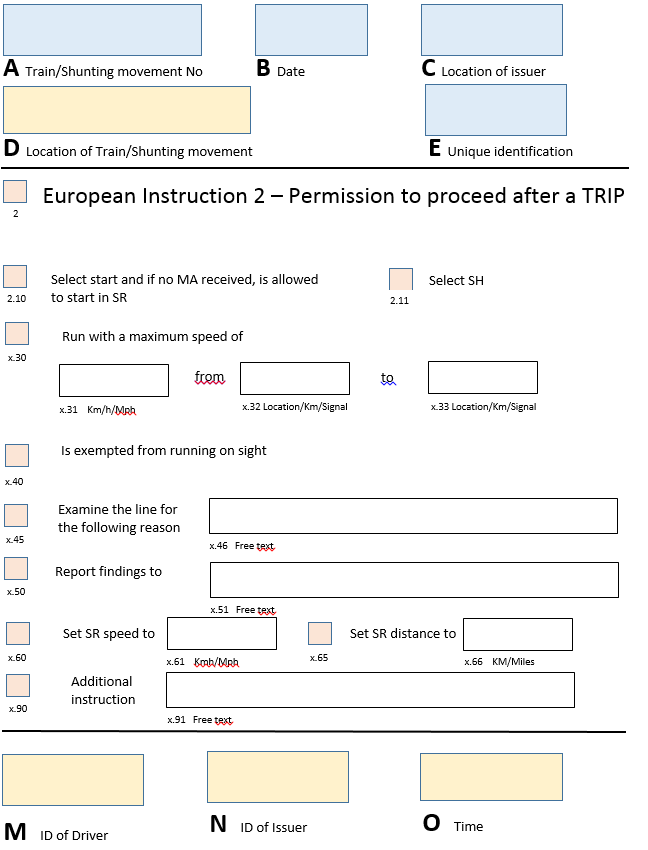 A Train/Shunting movement No
B Date
C Location of issuer
D Location of Train/Shunting movement
E Unique identification
European Instruction 2 – Permission to proceed after a TRIP
2
Select start and if no MA received, is allowed
to start in SR
2.10
Select SH
2.11
Run with a maximum speed of
x.30
from
to
x.31 Km/h/Mph
x.32 Location/Km/Signal
x.33 Location/Km/Signal
Is exempted from running on sight
x.40
Examine the line for
the following reason
x.45
x.46 Free text
Report findings to
x.50
x.51 Free text
Set SR speed to
Set SR distance to
x.60
x.61 Kmh/Mph
x.65
x.66 KM/Miles
Additional
instruction
x.90
x.91 Free text
M ID of Driver
N ID of Issuer
O Time